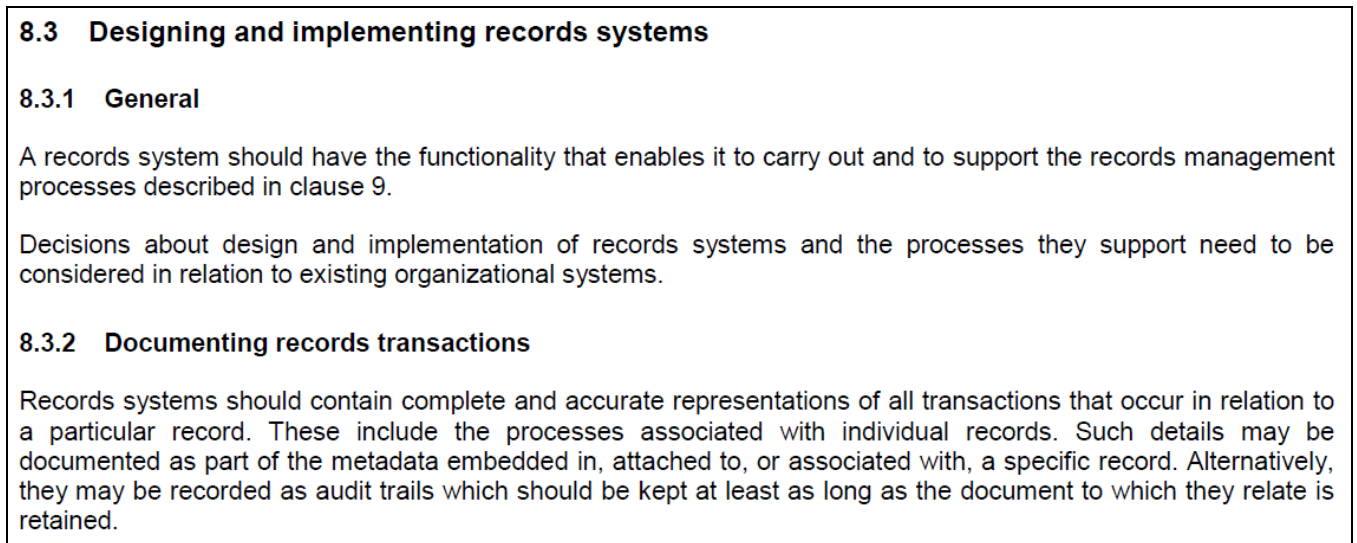 8.3 Designing and implementing records systems
8.3.1 General
A records system should have the functionality that enables it to carry out and to support the records management
processes described in clause 9.
Decisions about design and implementation of records systems and the processes they support need to be
considered in relation to existing organizational systems.
8.3.2 Documenting records transactions
Records systems should contain complete and accurate representations of all transactions that occur in relation to
a particular record. These include the processes associated with individual records. Such details may be
documented as part of the metadata embedded in, attached to, or associated with, a specific record. Alternatively,
they may be recorded as audit trails which should be kept at least as long as the document to which they relate is
retained.